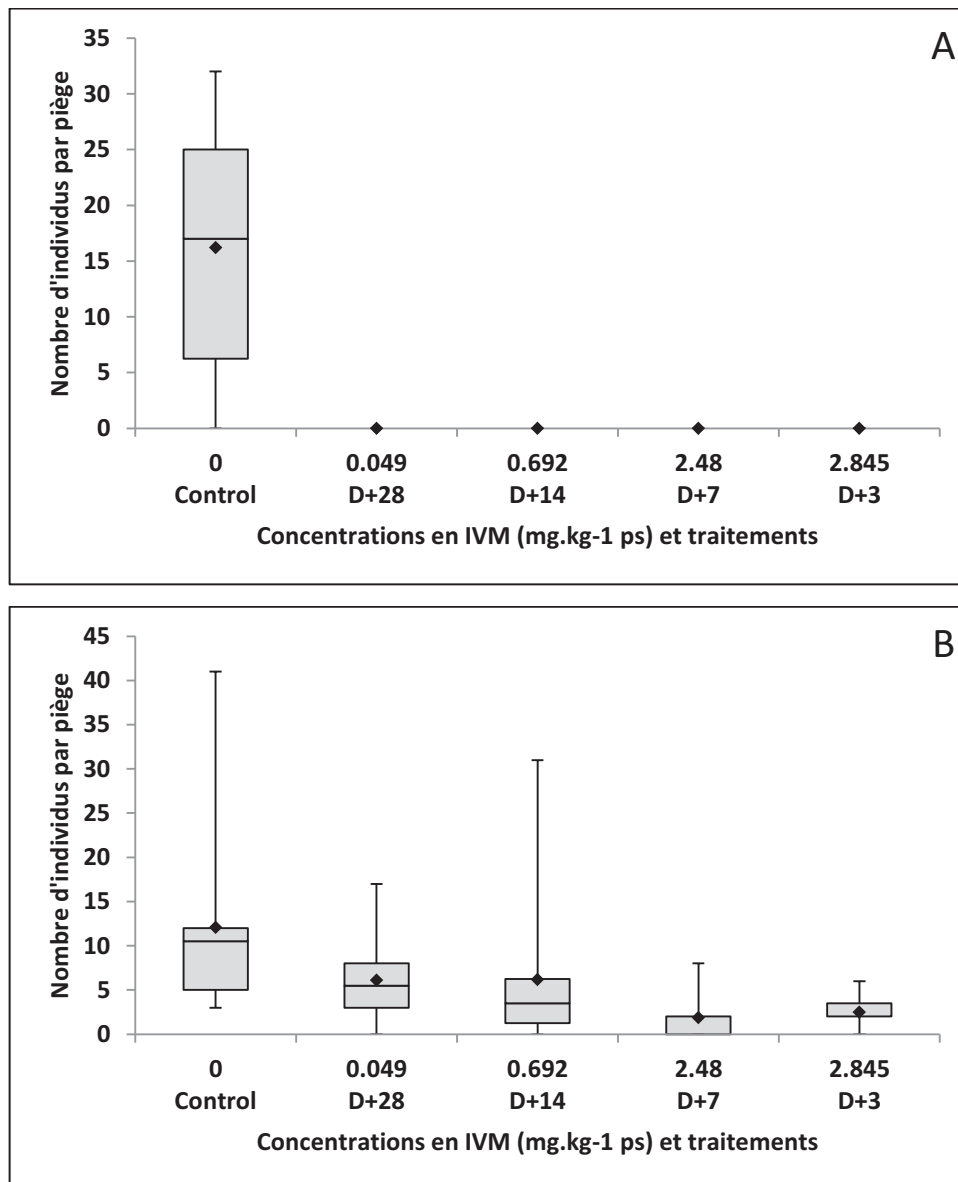 A
Nombre d'individus par piège
35
30
25
20
15
10
5
0
0 0.049 0.692 2.48 2.845
Control D+28 D+14 D+7 D+3
Concentrations en IVM (mg.kg-1 ps) et traitements
B
Nombre d'individus par piège
45
40
35
30
25
20
15
10
5
0
0 0.049 0.692 2.48 2.845
Control D+28 D+14 D+7 D+3
Concentrations en IVM (mg.kg-1 ps) et traitements